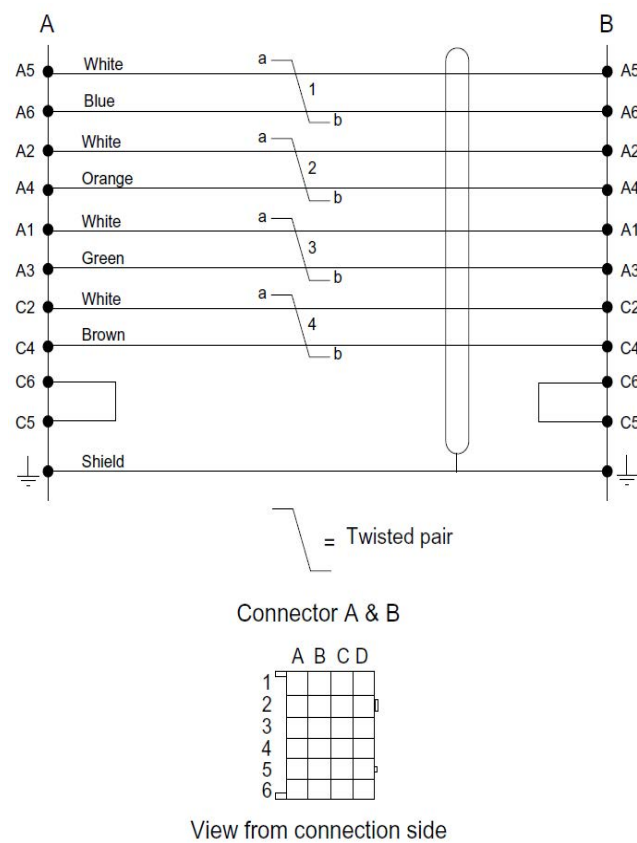 A B
A5 White a A5
1
A6 Blue b A6
A2 White a A2
2
A4 Orange b A4
A1 White a A1
3
A3 Green b A3
C2 White a C2
4
C4 Brown b C4
C6 C6
C5 C5
Shield
= Twisted pair
Connector A & B
A B C D
1
2
3
4
5
6
View from connection side